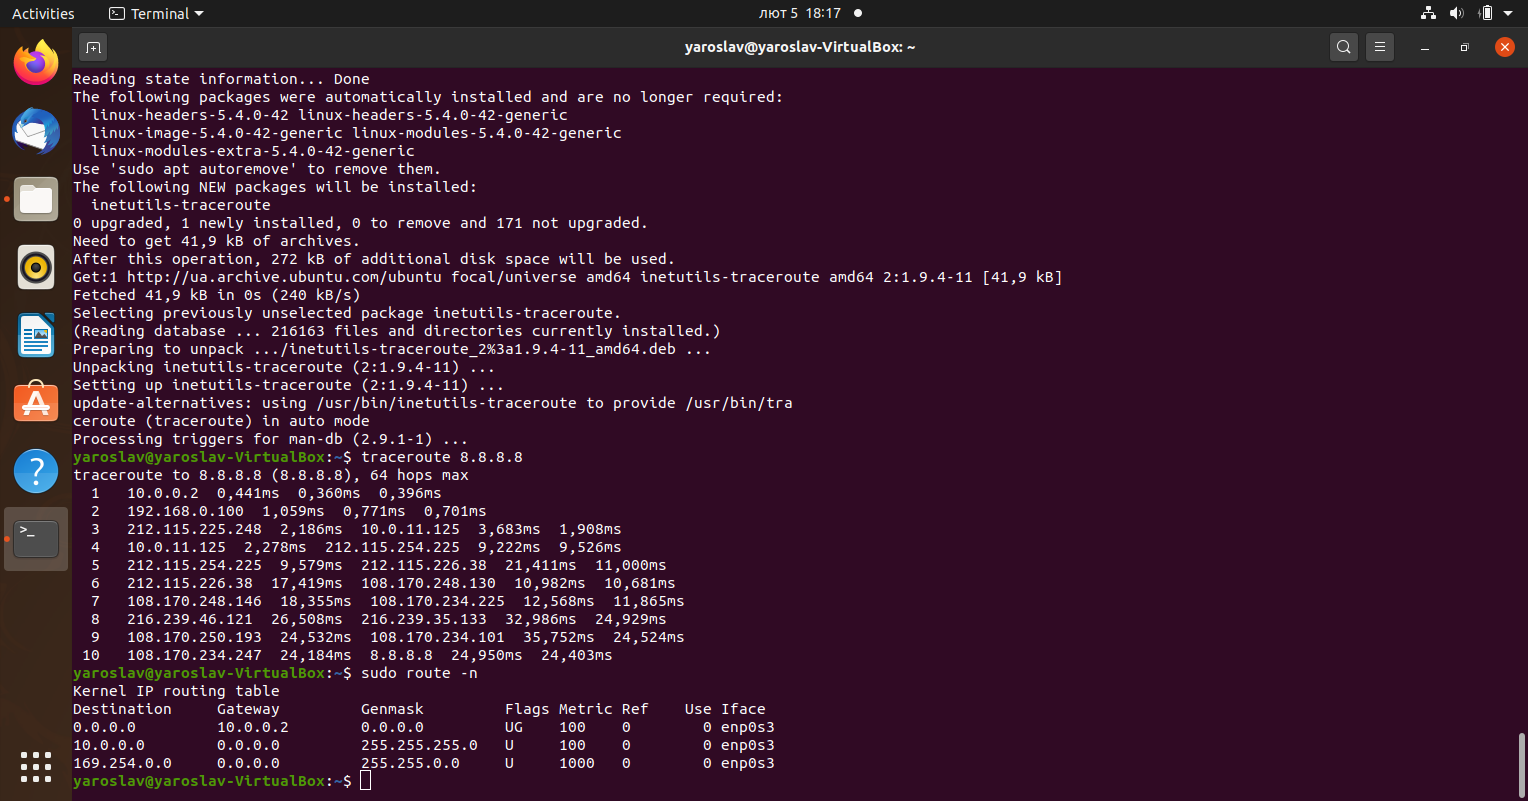 Activities Terminal лют 5 18:17
yaroslav@yaroslav-VirtualBox: ~
Reading state information... Done
The following packages were automatically installed and are no longer required:
  linux-headers-5.4.0-42 linux-headers-5.4.0-42-generic
  linux-image-5.4.0-42-generic linux-modules-5.4.0-42-generic
  linux-modules-extra-5.4.0-42-generic
Use 'sudo apt autoremove' to remove them.
The following NEW packages will be installed:
  inetutils-traceroute
0 upgraded, 1 newly installed, 0 to remove and 171 not upgraded.
Need to get 41,9 kB of archives.
After this operation, 272 kB of additional disk space will be used.
Get:1 http://ua.archive.ubuntu.com/ubuntu focal/universe amd64 inetutils-traceroute amd64 2:1.9.4-11 [41,9 kB]
Fetched 41,9 kB in 0s (240 kB/s)
Selecting previously unselected package inetutils-traceroute.
(Reading database ... 216163 files and directories currently installed.)
Preparing to unpack .../inetutils-traceroute_2%3a1.9.4-11_amd64.deb ...
Unpacking inetutils-traceroute (2:1.9.4-11) ...
Setting up inetutils-traceroute (2:1.9.4-11) ...
update-alternatives: using /usr/bin/inetutils-traceroute to provide /usr/bin/tra
ceroute (traceroute) in auto mode
Processing triggers for man-db (2.9.1-1) ...
yaroslav@yaroslav-VirtualBox:~$ traceroute 8.8.8.8
traceroute to 8.8.8.8 (8.8.8.8), 64 hops max
  1   10.0.0.2  0,441ms  0,360ms  0,396ms
  2   192.168.0.100  1,059ms  0,771ms  0,701ms
  3   212.115.225.248  2,186ms  10.0.11.125  3,683ms  1,908ms
  4   10.0.11.125  2,278ms  212.115.254.225  9,222ms  9,526ms
  5   212.115.254.225  9,579ms  212.115.226.38  21,411ms  11,000ms
  6   212.115.226.38  17,419ms  108.170.248.130  10,982ms  10,681ms
  7   108.170.248.146  18,355ms  108.170.234.225  12,568ms  11,865ms
  8   216.239.46.121  26,508ms  216.239.35.133  32,986ms  24,929ms
  9   108.170.250.193  24,532ms  108.170.234.101  35,752ms  24,524ms
 10   108.170.234.247  24,184ms  8.8.8.8  24,950ms  24,403ms
yaroslav@yaroslav-VirtualBox:~$ sudo route -n
Kernel IP routing table
Destination     Gateway         Genmask         Flags Metric Ref    Use Iface
0.0.0.0         10.0.0.2        0.0.0.0         UG    100    0        0 enp0s3
10.0.0.0        0.0.0.0         255.255.255.0   U     100    0        0 enp0s3
169.254.0.0     0.0.0.0         255.255.0.0     U     1000   0        0 enp0s3
yaroslav@yaroslav-VirtualBox:~$